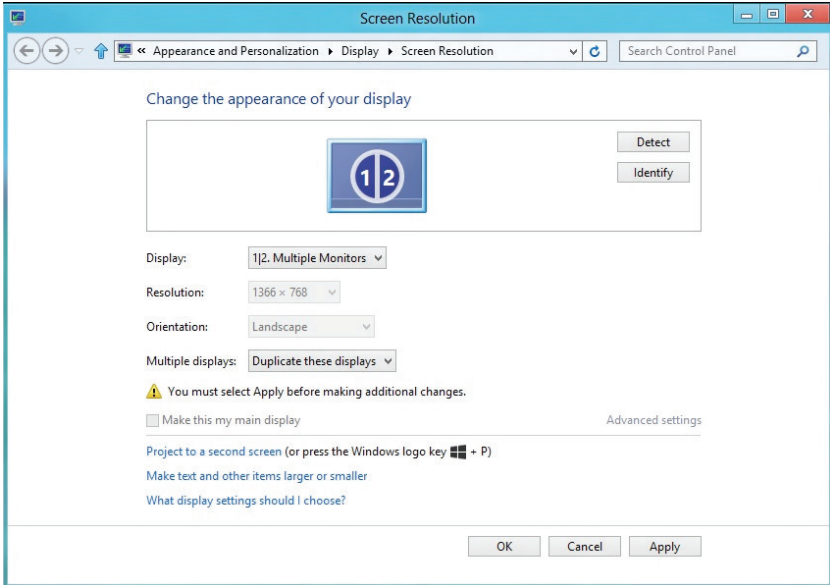 Screen Resolution
« Appearance and Personalization ▸ Display ▸ Screen Resolution
Search Control Panel
Change the appearance of your display
Detect
1|2
Identify
Display: 1|2. Multiple Monitors
Resolution: 1366 × 768
Orientation: Landscape
Multiple displays: Duplicate these displays
You must select Apply before making additional changes.
Make this my main display
Advanced settings
Project to a second screen (or press the Windows logo key + P)
Make text and other items larger or smaller
What display settings should I choose?
OK
Cancel
Apply